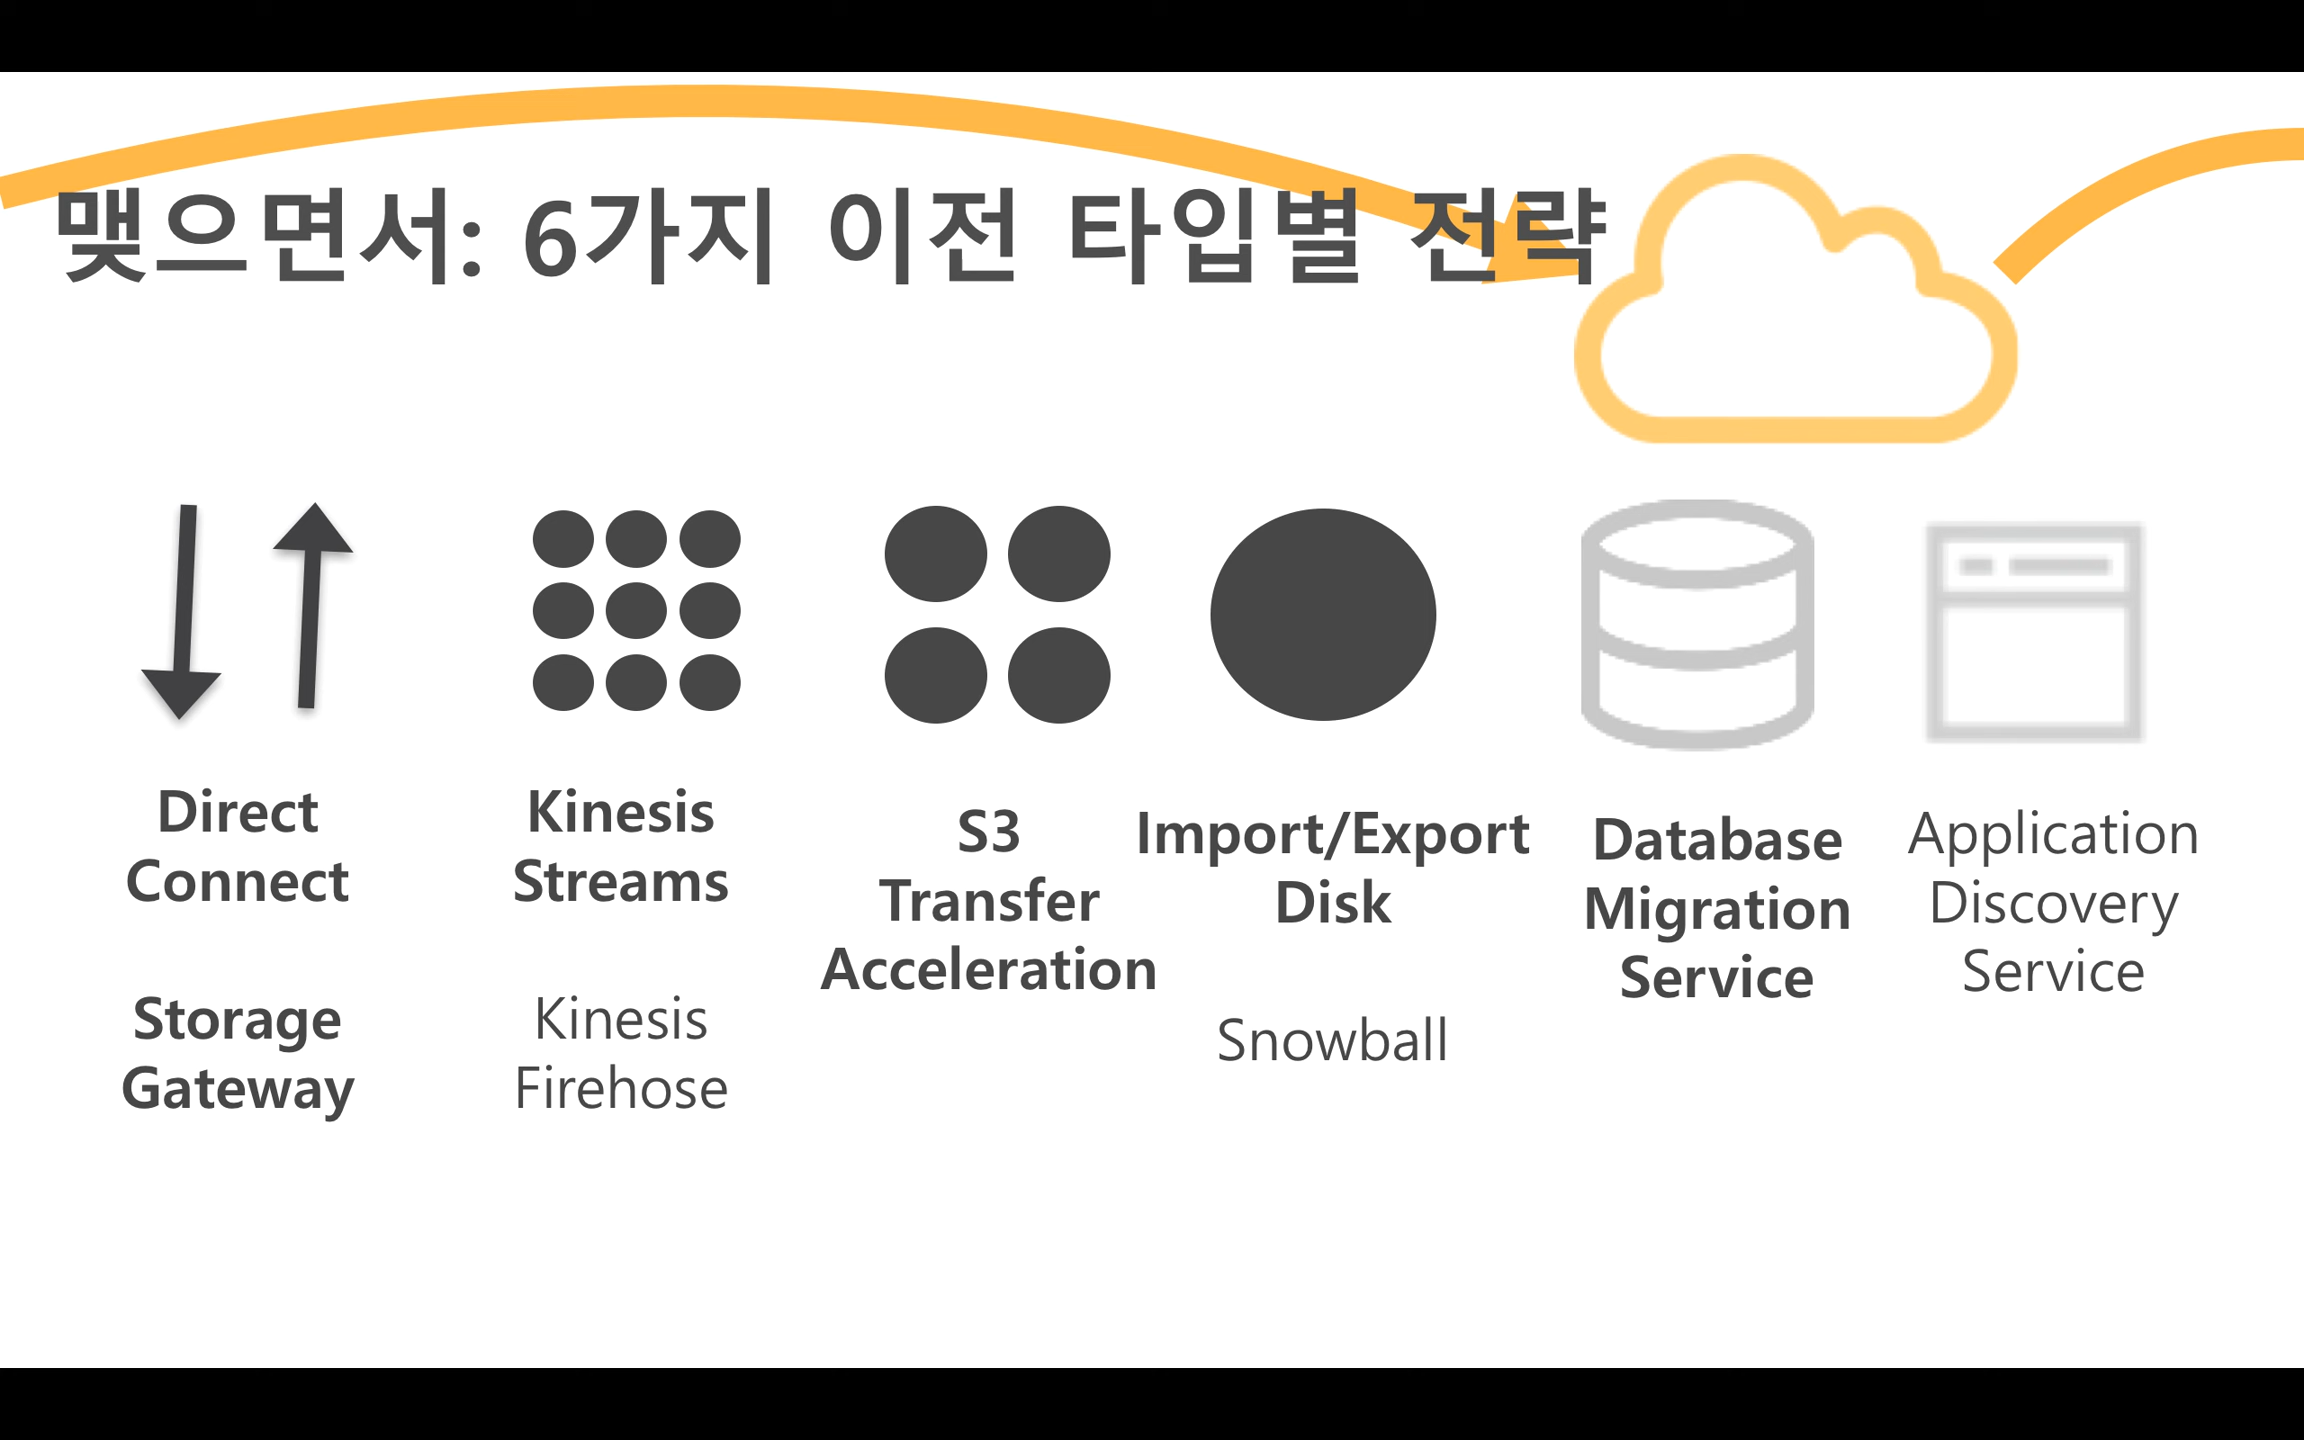 맺으면서: 6가지 이전 타입별 전략
Direct
Connect
Storage
Gateway
Kinesis
Streams
Kinesis
Firehose
S3
Transfer
Acceleration
Import/Export
Disk
Snowball
Database
Migration
Service
Application
Discovery
Service